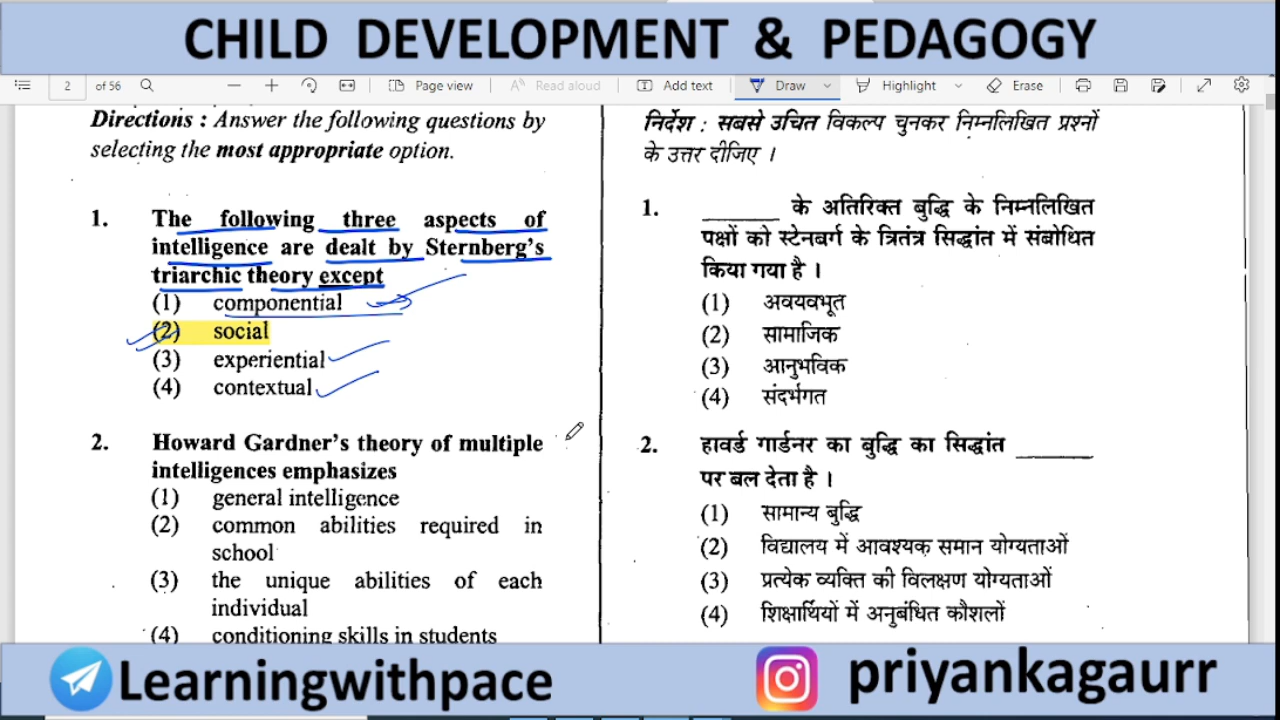 CHILD DEVELOPMENT & PEDAGOGY
2 of 56 Page view Read aloud Add text Draw Highlight Erase
Directions : Answer the following questions by
selecting the most appropriate option.
1. The following three aspects of
intelligence are dealt by Sternberg's
triarchic theory except
(1) componential
(2) social
(3) experiential
(4) contextual
2. Howard Gardner's theory of multiple
intelligences emphasizes
(1) general intelligence
(2) common abilities required in
school
(3) the unique abilities of each
individual
(4) conditioning skills in students
निर्देश : सबसे उचित विकल्प चुनकर निम्नलिखित प्रश्नों
के उत्तर दीजिए ।
1. ________ के अतिरिक्त बुद्धि के निम्नलिखित
पक्षों को स्टेनबर्ग के त्रितंत्र सिद्धांत में संबोधित
किया गया है ।
(1) अवयवभूत
(2) सामाजिक
(3) आनुभविक
(4) संदर्भगत
2. हावर्ड गार्डनर का बुद्धि का सिद्धांत ________
पर बल देता है ।
(1) सामान्य बुद्धि
(2) विद्यालय में आवश्यक समान योग्यताओं
(3) प्रत्येक व्यक्ति की विलक्षण योग्यताओं
(4) शिक्षार्थियों में अनुबंधित कौशलों
Learningwithpace
priyankagaurr